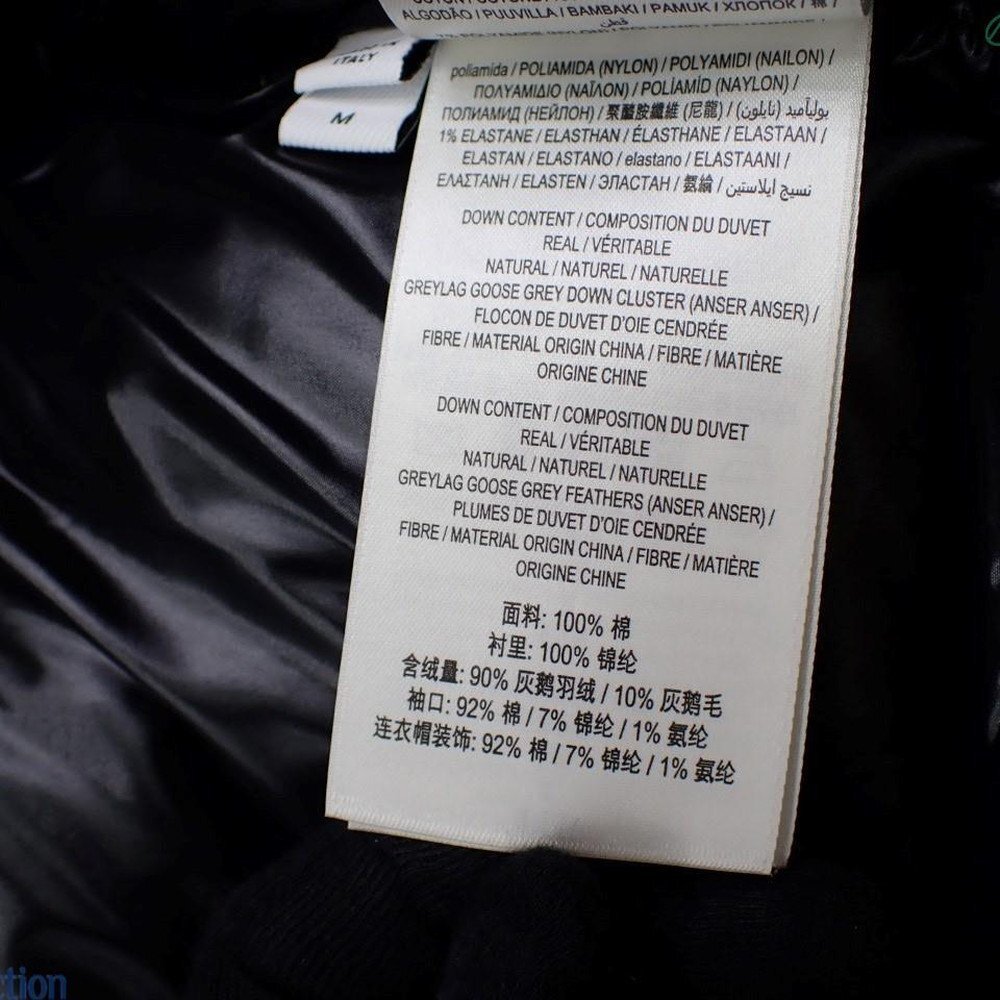 ALGODÃO / PUUVILLA / BAMBAKI / PAMUK / ХЛОПОК / 棉 /
قطن
ITALY
M
poliamida / POLIAMIDA (NYLON) / POLYAMIDI (NAILON) /
ΠΟΛΥΑΜΙΔΙΟ (ΝΑΪΛΟΝ) / POLİAMİD (NAYLON) /
ПОЛИАМИД (НЕЙЛОН) / 聚醯胺纖維 (尼龍) / بولياميد (نايلون)
1% ELASTANE / ELASTHAN / ÉLASTHANE / ELASTAAN /
ELASTAN / ELASTANO / elastano / ELASTAANI /
ΕΛΑΣΤΑΝΗ / ELASTEN / ЭЛАСТАН / 氨綸 / نسيج ايلاستين
DOWN CONTENT / COMPOSITION DU DUVET
REAL / VÉRITABLE
NATURAL / NATUREL / NATURELLE
GREYLAG GOOSE GREY DOWN CLUSTER (ANSER ANSER) /
FLOCON DE DUVET D'OIE CENDRÉE
FIBRE / MATERIAL ORIGIN CHINA / FIBRE / MATIÈRE
ORIGINE CHINE
DOWN CONTENT / COMPOSITION DU DUVET
REAL / VÉRITABLE
NATURAL / NATUREL / NATURELLE
GREYLAG GOOSE GREY FEATHERS (ANSER ANSER) /
PLUMES DE DUVET D'OIE CENDRÉE
FIBRE / MATERIAL ORIGIN CHINA / FIBRE / MATIÈRE
ORIGINE CHINE
面料: 100% 棉
衬里: 100% 锦纶
含绒量: 90% 灰鹅羽绒 / 10% 灰鹅毛
袖口: 92% 棉 / 7% 锦纶 / 1% 氨纶
连衣帽装饰: 92% 棉 / 7% 锦纶 / 1% 氨纶
ction